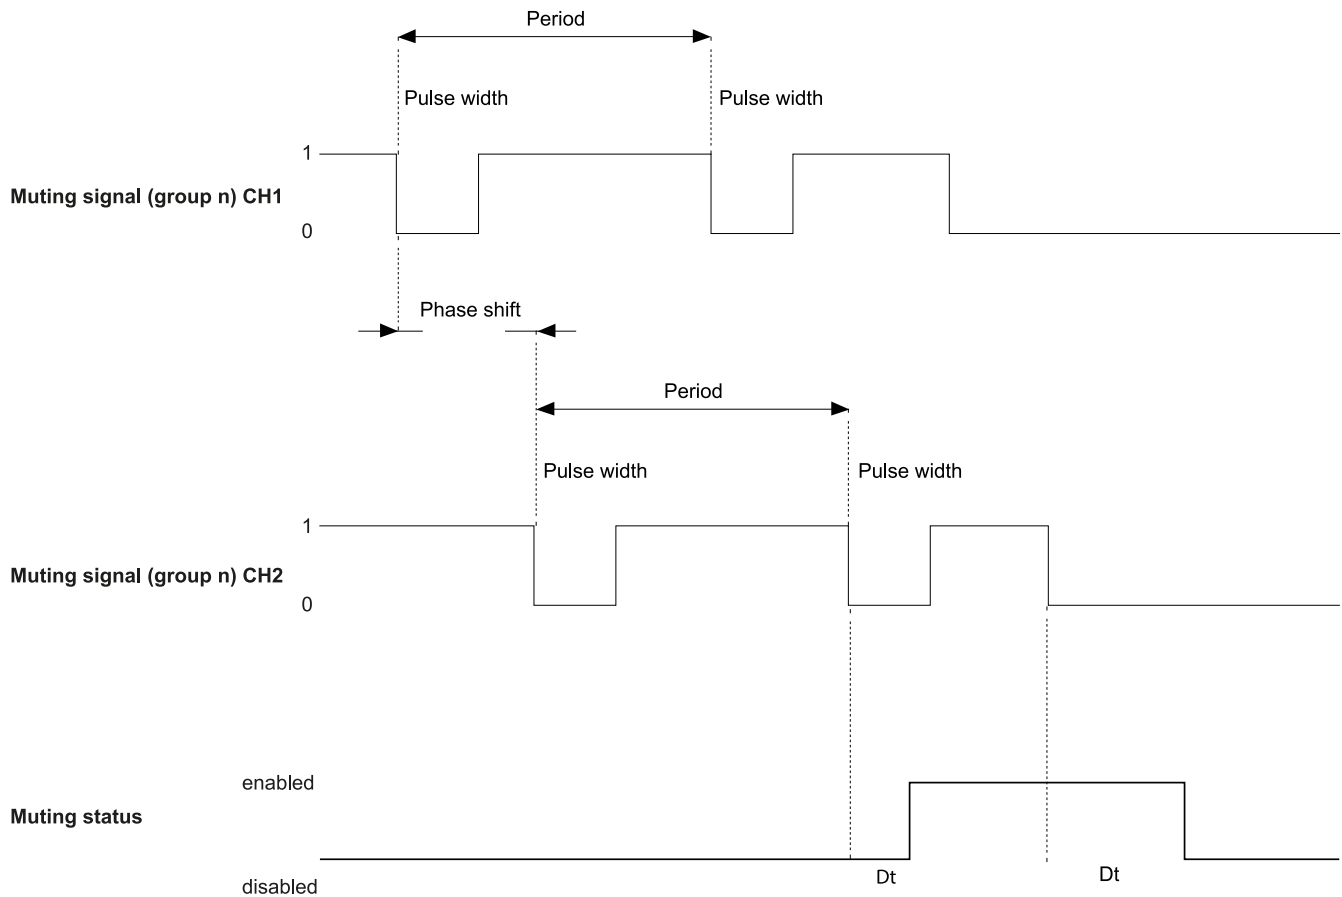 Period
Pulse width Pulse width
1
Muting signal (group n) CH1
0
Phase shift
Period
Pulse width Pulse width
1
Muting signal (group n) CH2
0
enabled
Muting status
Dt Dt
disabled